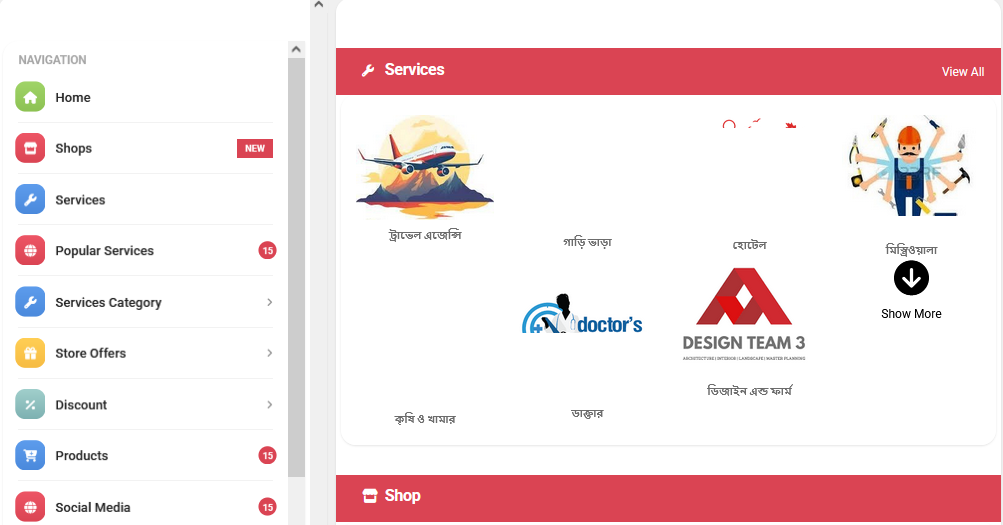 NAVIGATION
Home
Shops NEW
Services
Popular Services 15
Services Category
Store Offers
Discount
Products 15
Social Media 15
Services View All
ট্রাভেল এজেন্সি
গাড়ি ভাড়া
হোটেল
মিস্ত্রিওয়ালা
doctor's
DESIGN TEAM 3
ARCHITECTURE | INTERIOR | LANDSCAPE | MASTER PLANNING
Show More
কৃষি ও খামার
ডাক্তার
ডিজাইন এন্ড ফার্ম
Shop